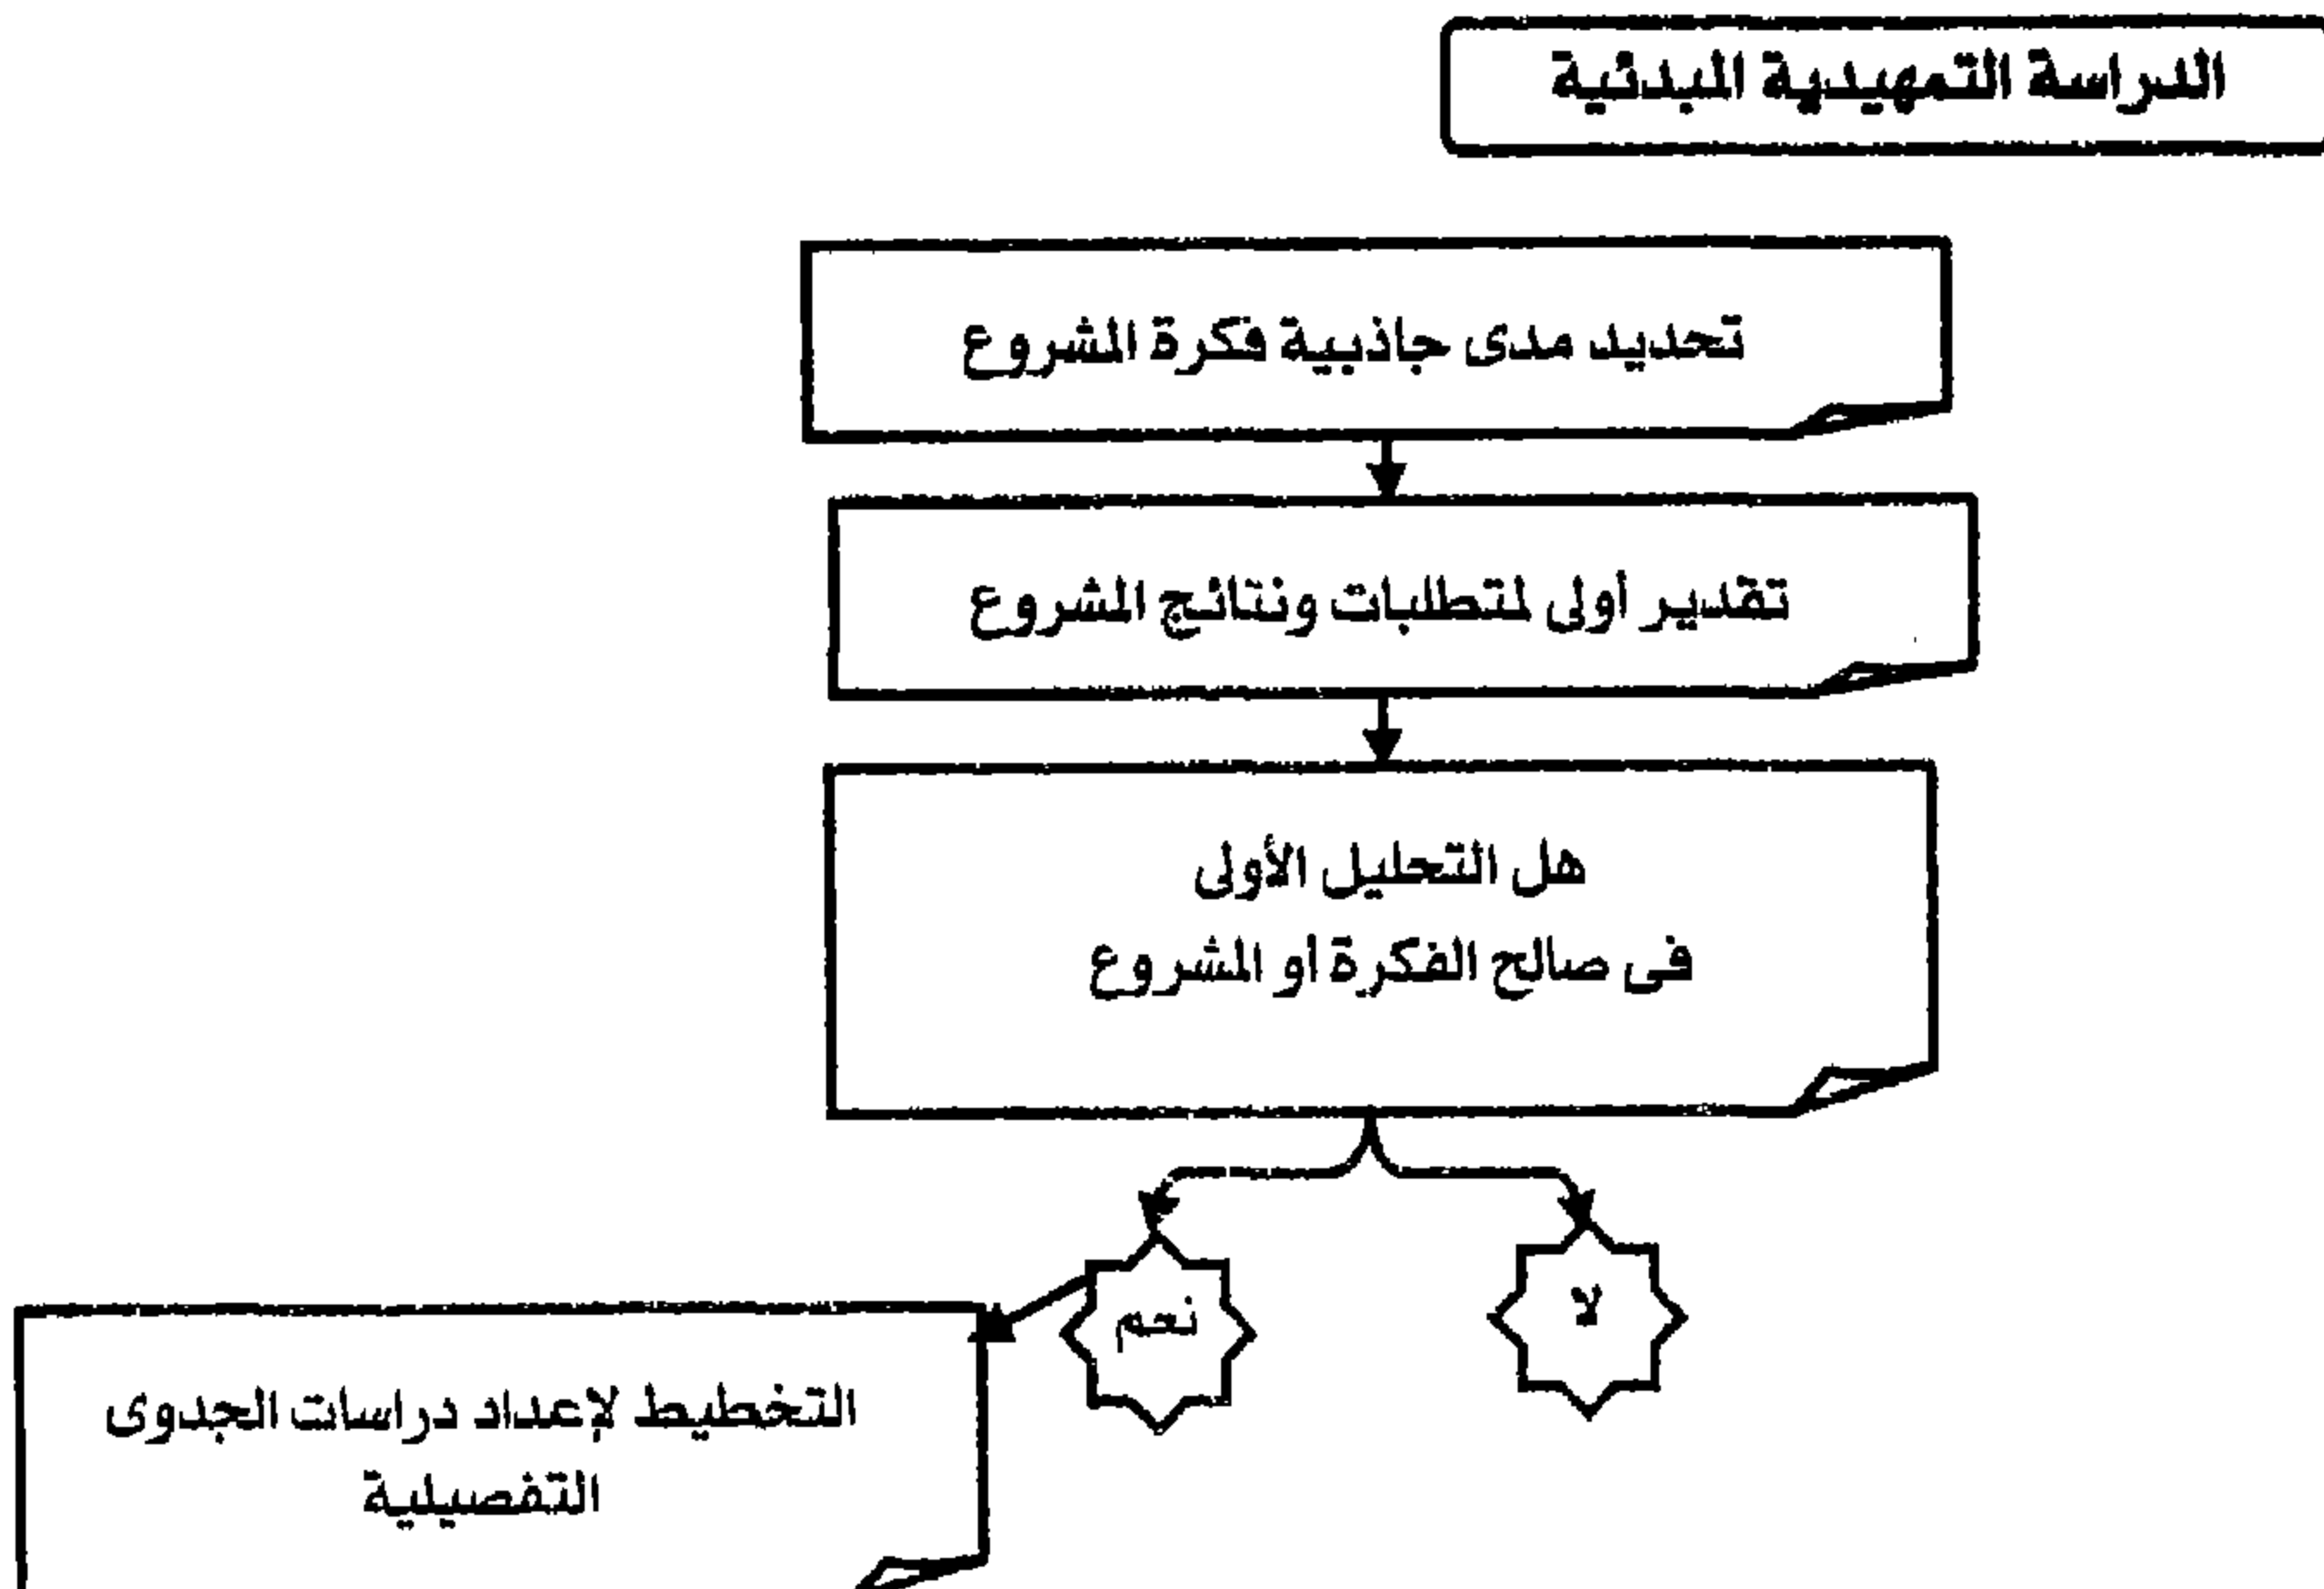 الدراسة التمهيدية المبدئية
تحديد مدى جاذبية فكرة المشروع
تقدير أولى لمتطلبات ونتائج المشروع
هل التحليل الأولى
فى صالح الفكرة او المشروع
لا
نعم
التخطيط لإعداد دراسات الجدوى
التفصيلية